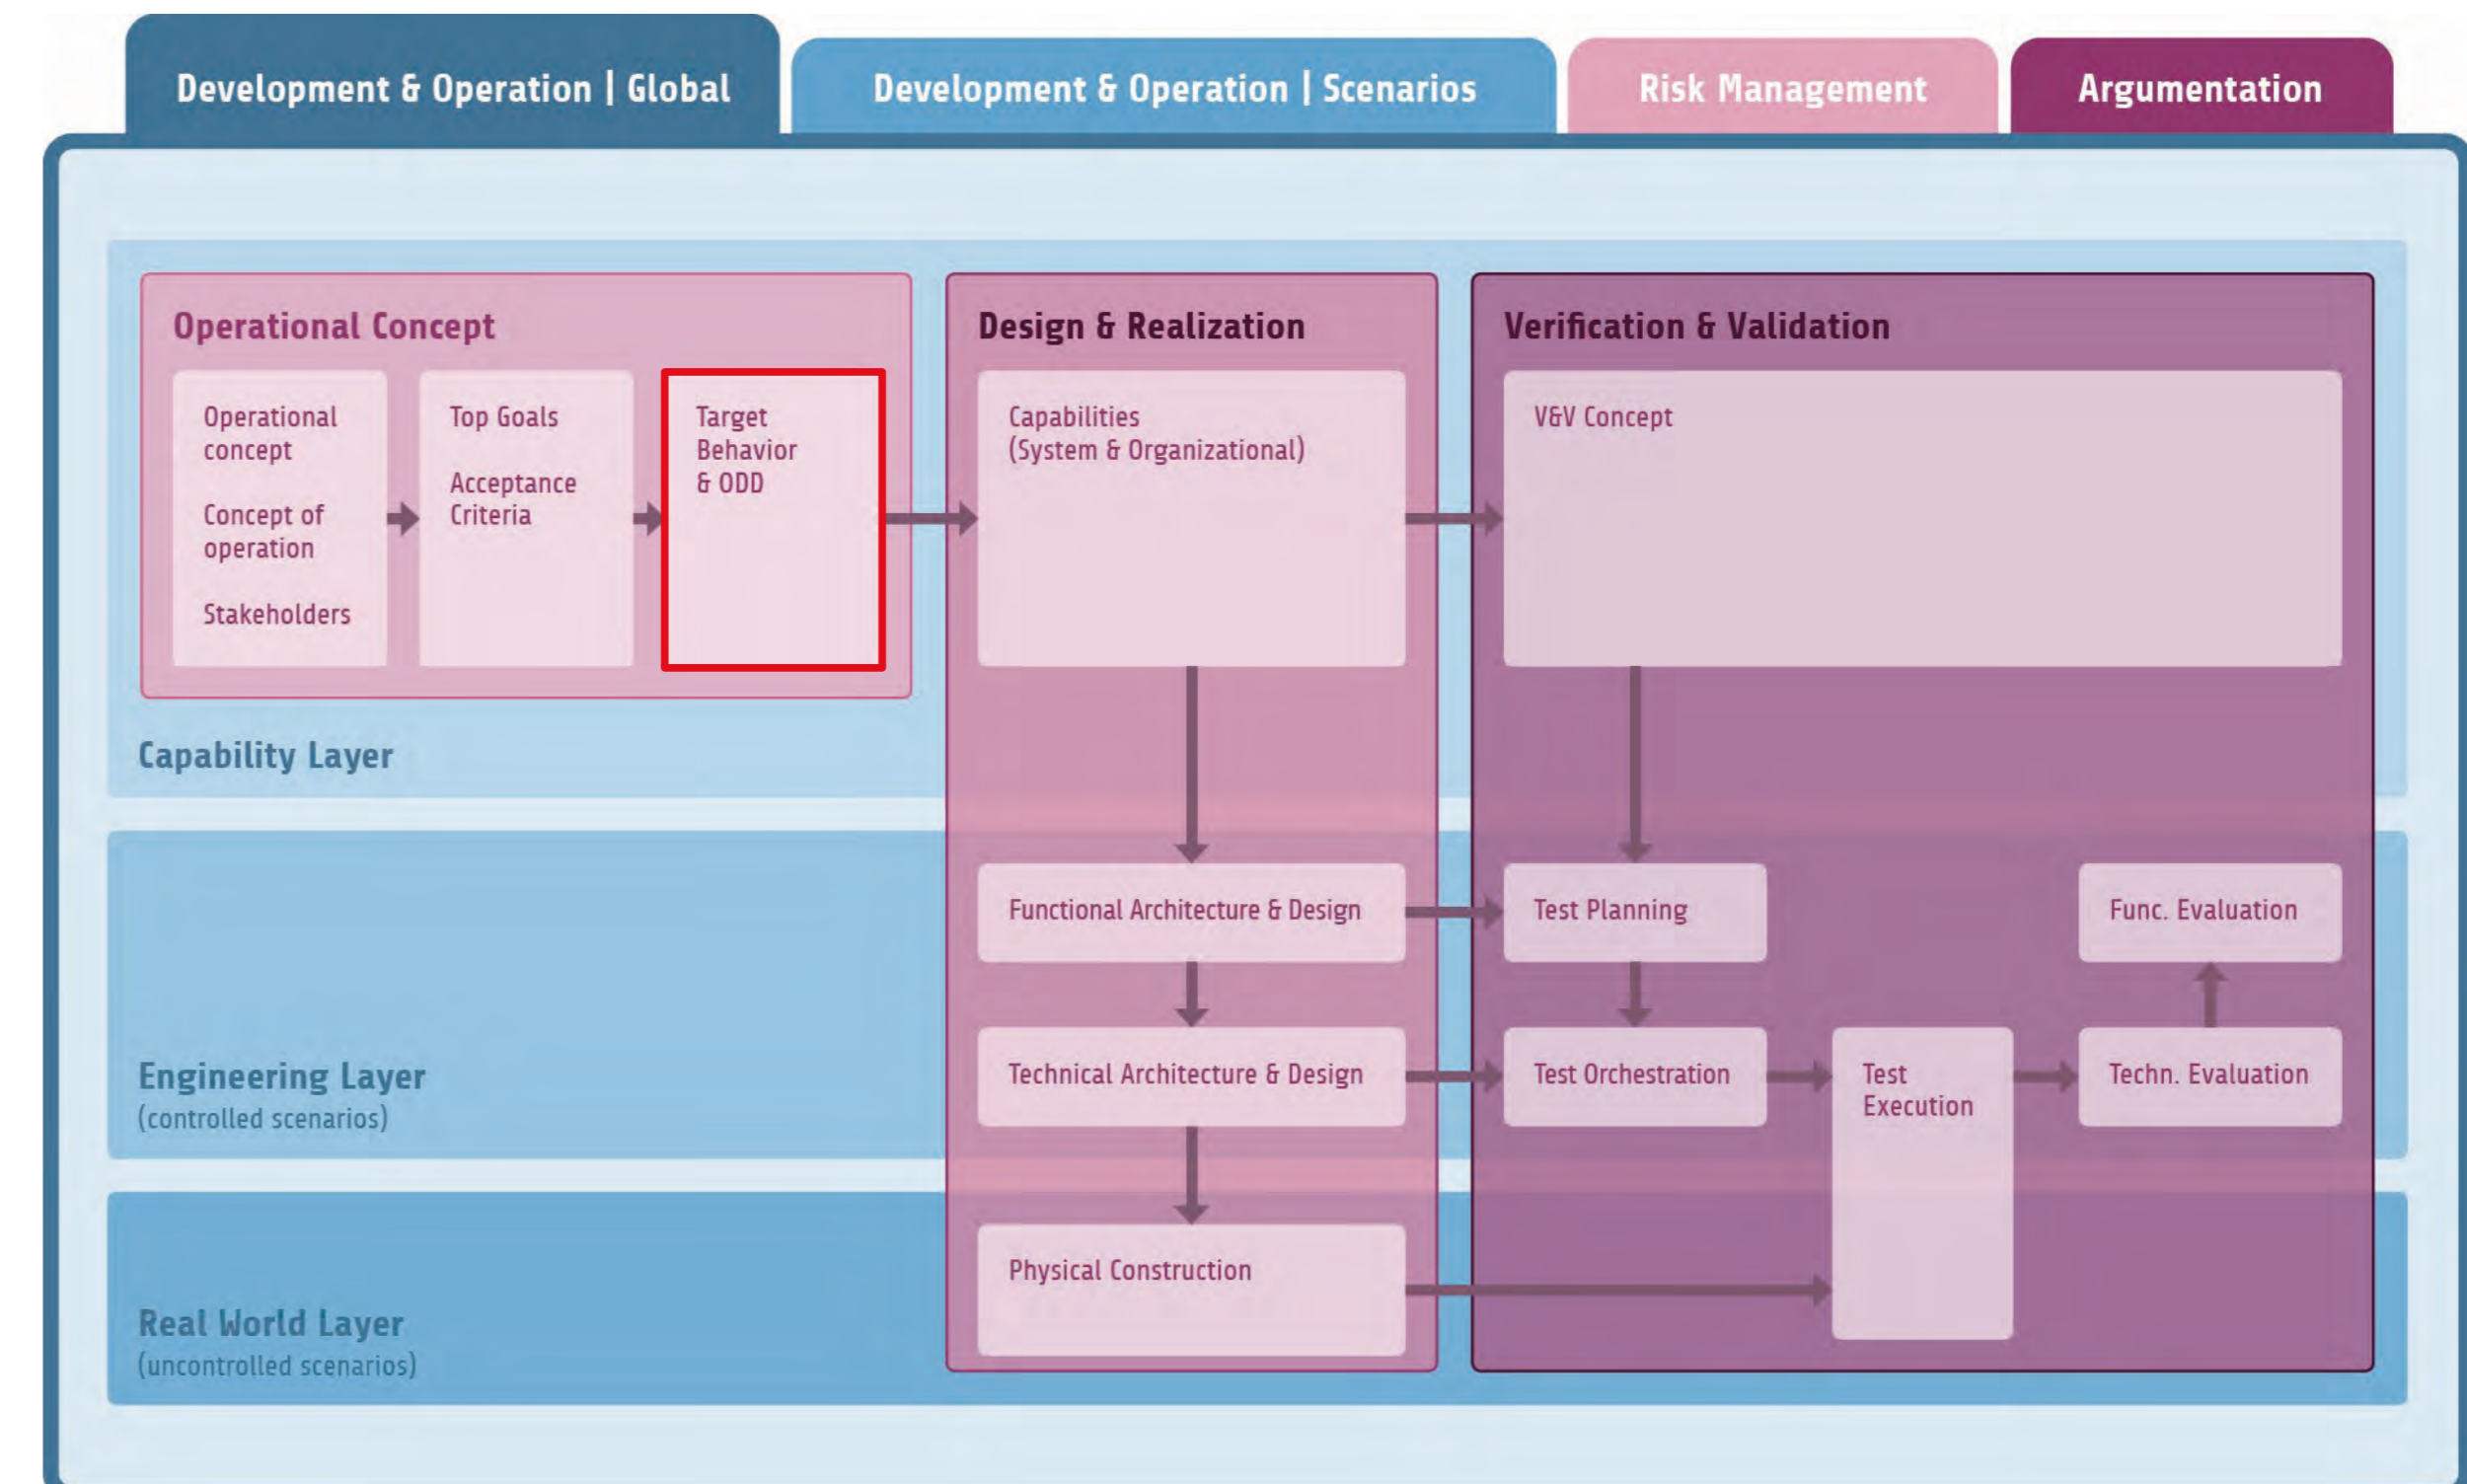 Development & Operation | Global
Development & Operation | Scenarios
Risk Management
Argumentation
Operational Concept
Operational
concept
Concept of
operation
Stakeholders
Top Goals
Acceptance
Criteria
Target
Behavior
& ODD
Design & Realization
Capabilities
(System & Organizational)
Verification & Validation
V&V Concept
Capability Layer
Functional Architecture & Design
Test Planning
Func. Evaluation
Technical Architecture & Design
Test Orchestration
Test
Execution
Techn. Evaluation
Engineering Layer
(controlled scenarios)
Physical Construction
Real World Layer
(uncontrolled scenarios)